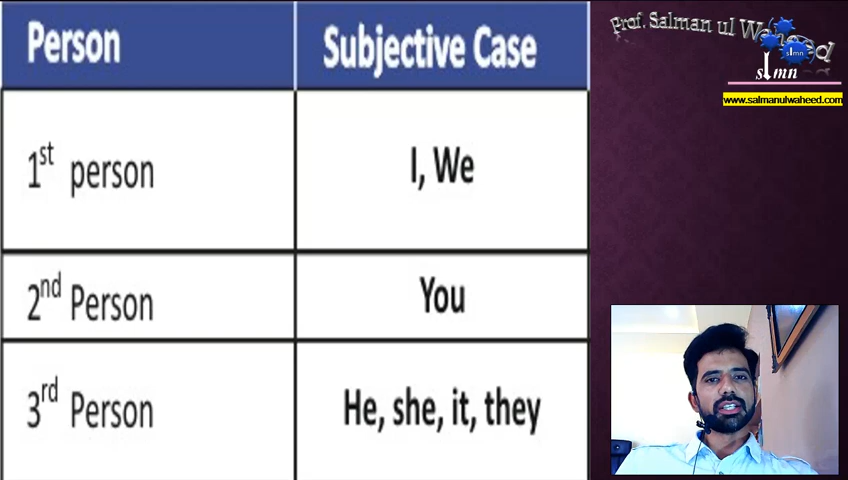 Person Subjective Case
1st person I, We
2nd Person You
3rd Person He, she, it, they
Prof. Salman ul Waheed
slmn
slmn
www.salmanulwaheed.com